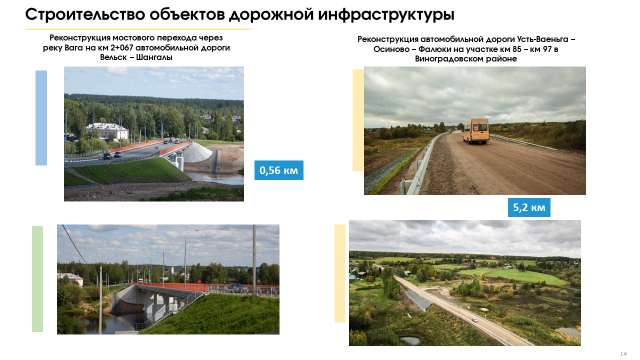 Строительство объектов дорожной инфраструктуры
Реконструкция мостового перехода через
реку Вага на км 2+067 автомобильной дороги
Вельск – Шангалы
Реконструкция автомобильной дороги Усть-Ваеньга –
Осиново – Фалюки на участке км 85 – км 97 в
Виноградовском районе
0,56 км
5,2 км
14